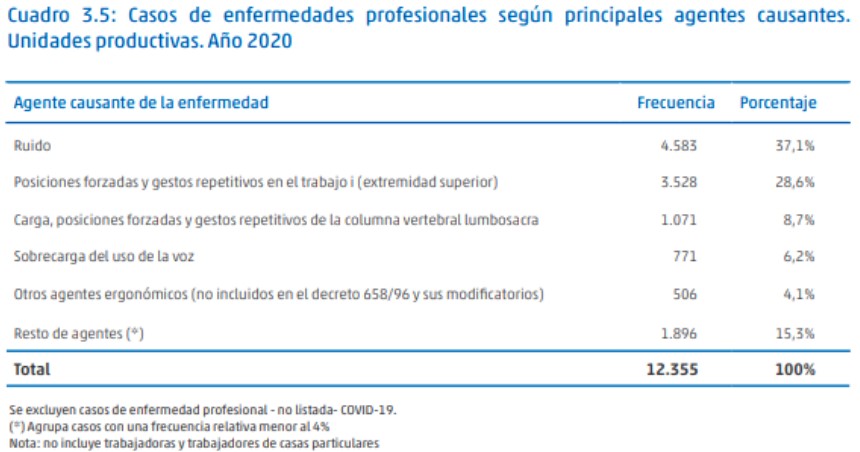 Cuadro 3.5: Casos de enfermedades profesionales según principales agentes causantes.
Unidades productivas. Año 2020
Agente causante de la enfermedad Frecuencia Porcentaje
Ruido 4.583 37,1%
Posiciones forzadas y gestos repetitivos en el trabajo i (extremidad superior) 3.528 28,6%
Carga, posiciones forzadas y gestos repetitivos de la columna vertebral lumbosacra 1.071 8,7%
Sobrecarga del uso de la voz 771 6,2%
Otros agentes ergonómicos (no incluidos en el decreto 658/96 y sus modificatorios) 506 4,1%
Resto de agentes (*) 1.896 15,3%
Total 12.355 100%
Se excluyen casos de enfermedad profesional - no listada- COVID-19.
(*) Agrupa casos con una frecuencia relativa menor al 4%
Nota: no incluye trabajadoras y trabajadores de casas particulares